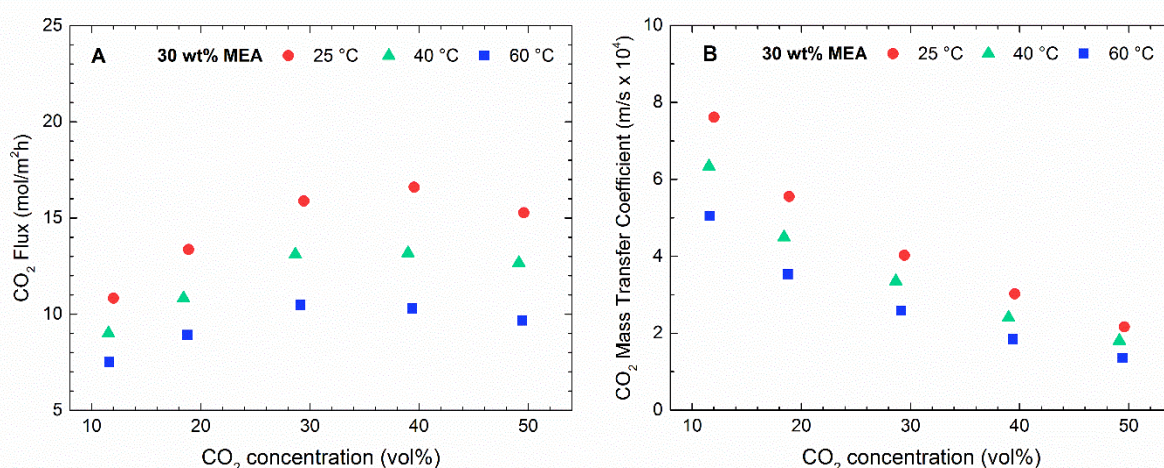 A 30 wt% MEA 25 °C 40 °C 60 °C
25
20
15
10
5
CO₂ Flux (mol/m²h)
10 20 30 40 50
CO₂ concentration (vol%)
B 30 wt% MEA 25 °C 40 °C 60 °C
10
8
6
4
2
0
CO₂ Mass Transfer Coefficient (m/s x 10⁴)
10 20 30 40 50
CO₂ concentration (vol%)